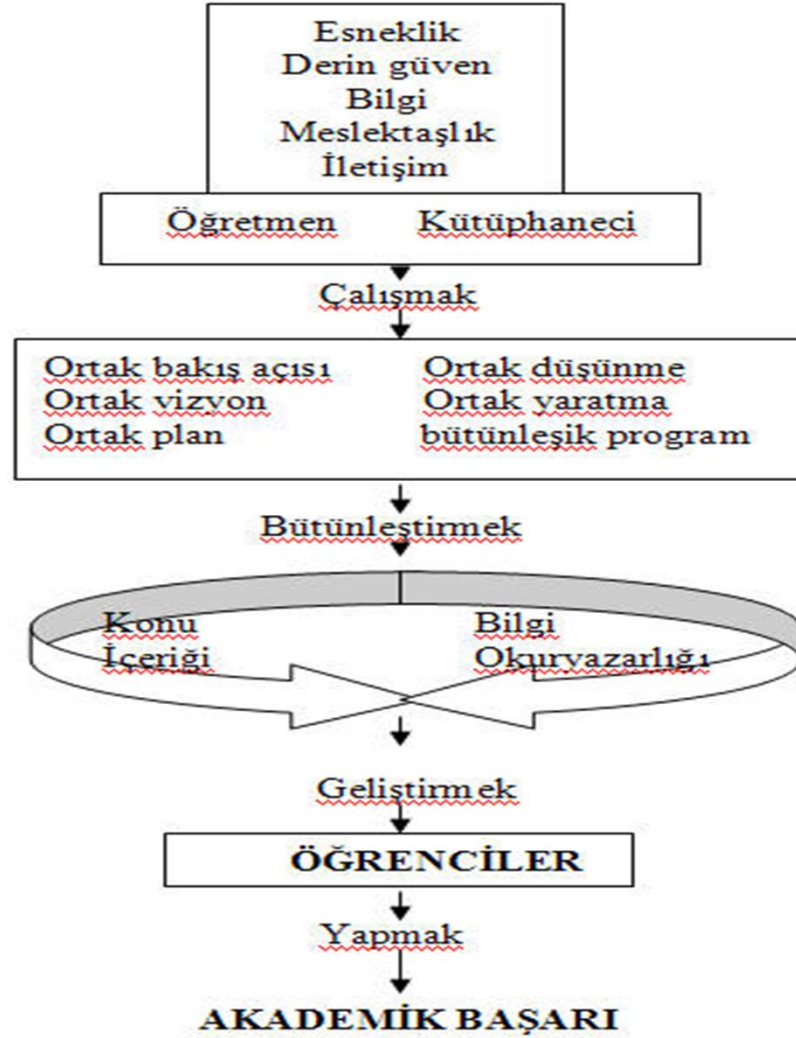 Esneklik
Derin güven
Bilgi
Meslektaşlık
İletişim
Öğretmen Kütüphaneci
Çalışmak
Ortak bakış açısı Ortak düşünme
Ortak vizyon Ortak yaratma
Ortak plan bütünleşik program
Bütünleştirmek
Konu Bilgi
İçeriği Okuryazarlığı
Geliştirmek
ÖĞRENCİLER
Yapmak
AKADEMİK BAŞARI